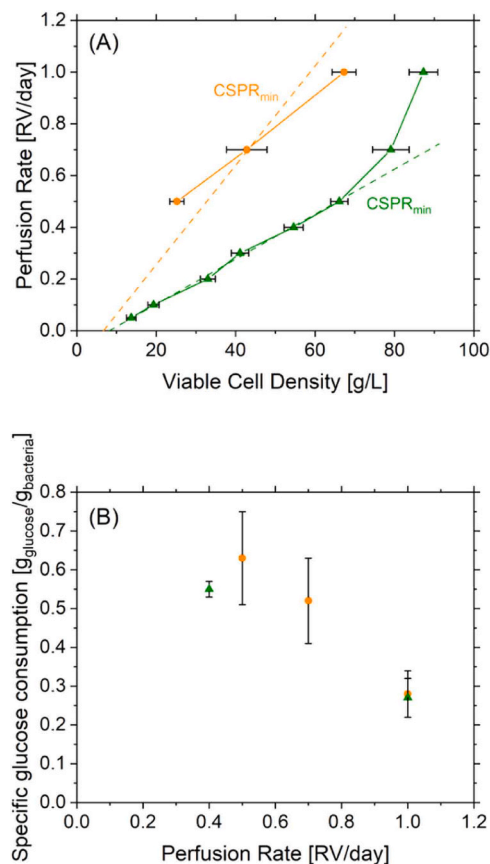 (A)
CSPRmin
CSPRmin
Perfusion Rate [RV/day]
1.2
1.0
0.8
0.6
0.4
0.2
0.0
0 20 40 60 80 100
Viable Cell Density [g/L]
(B)
Specific glucose consumption [gglucose/gbacteria]
0.8
0.7
0.6
0.5
0.4
0.3
0.2
0.1
0.0
0.0 0.2 0.4 0.6 0.8 1.0 1.2
Perfusion Rate [RV/day]